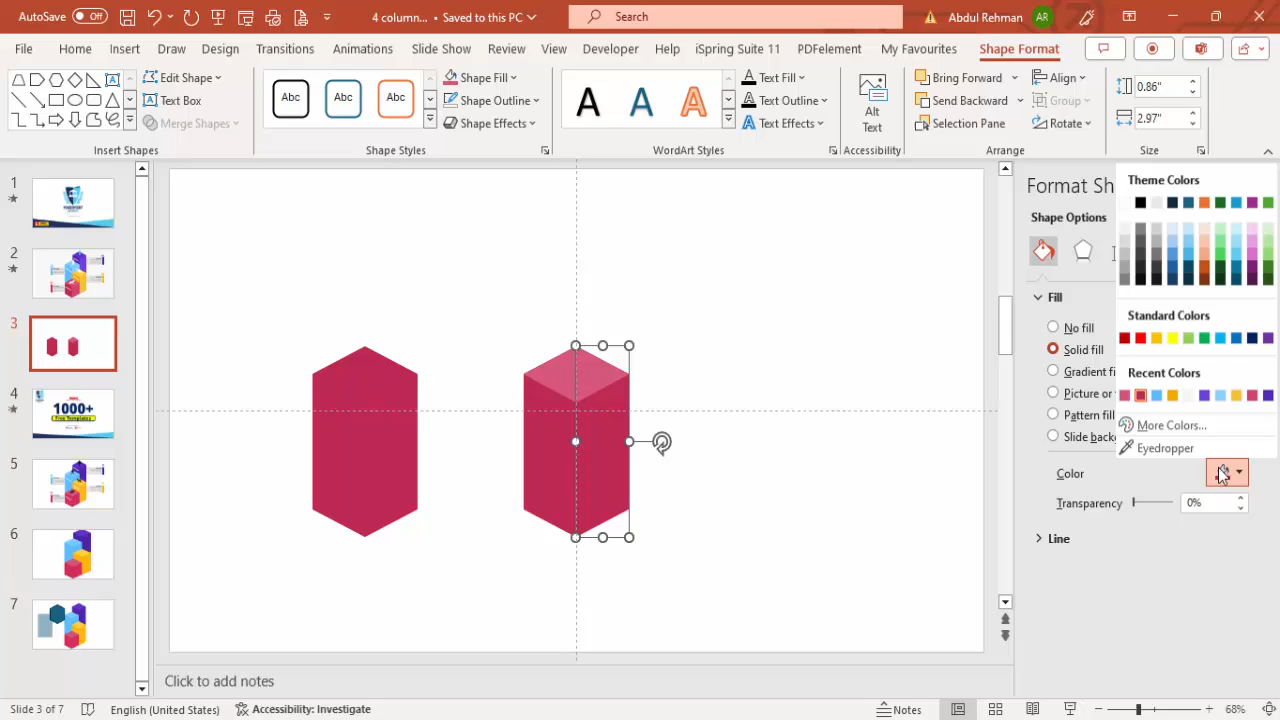 AutoSave Off
4 column... • Saved to this PC
Search
Abdul Rehman AR
File Home Insert Draw Design Transitions Animations Slide Show Review View Developer Help iSpring Suite 11 PDFelement My Favourites Shape Format
Edit Shape
Text Box
Merge Shapes
Insert Shapes
Abc Abc Abc
Shape Fill
Shape Outline
Shape Effects
Shape Styles
A A A
Text Fill
Text Outline
Text Effects
WordArt Styles
Alt
Text
Accessibility
Bring Forward
Send Backward
Selection Pane
Align
Group
Rotate
Arrange
0.86"
2.97"
Size
1
2
3
4
1000+
5
6
7
Format Sh
Shape Options
Fill
No fill
Solid fill
Gradient fi
Picture or
Pattern fill
Slide backg
Color
Transparency 0%
Line
Theme Colors
Standard Colors
Recent Colors
More Colors...
Eyedropper
Click to add notes
Slide 3 of 7
English (United States)
Accessibility: Investigate
Notes
68%